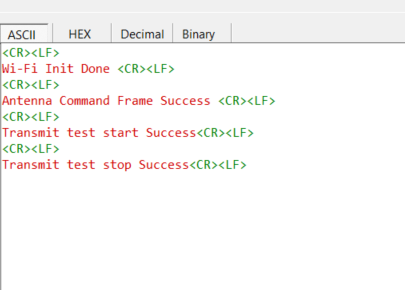 ASCII HEX Decimal Binary
<CR><LF>
Wi-Fi Init Done <CR><LF>
<CR><LF>
Antenna Command Frame Success <CR><LF>
<CR><LF>
Transmit test start Success<CR><LF>
<CR><LF>
Transmit test stop Success<CR><LF>